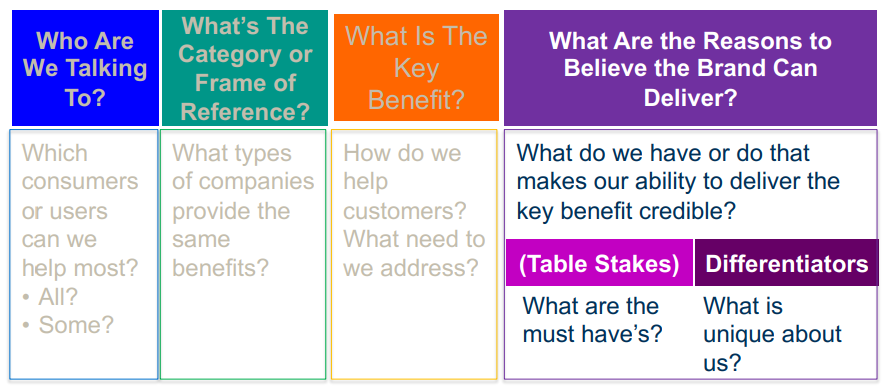 Who Are
We Talking
To?
Which
consumers
or users
can we
help most?
• All?
• Some?
What's The
Category or
Frame of
Reference?
What types
of companies
provide the
same
benefits?
What Is The
Key
Benefit?
How do we
help
customers?
What need to
we address?
What Are the Reasons to
Believe the Brand Can
Deliver?
What do we have or do that
makes our ability to deliver the
key benefit credible?
(Table Stakes)
What are the
must have's?
Differentiators
What is
unique about
us?